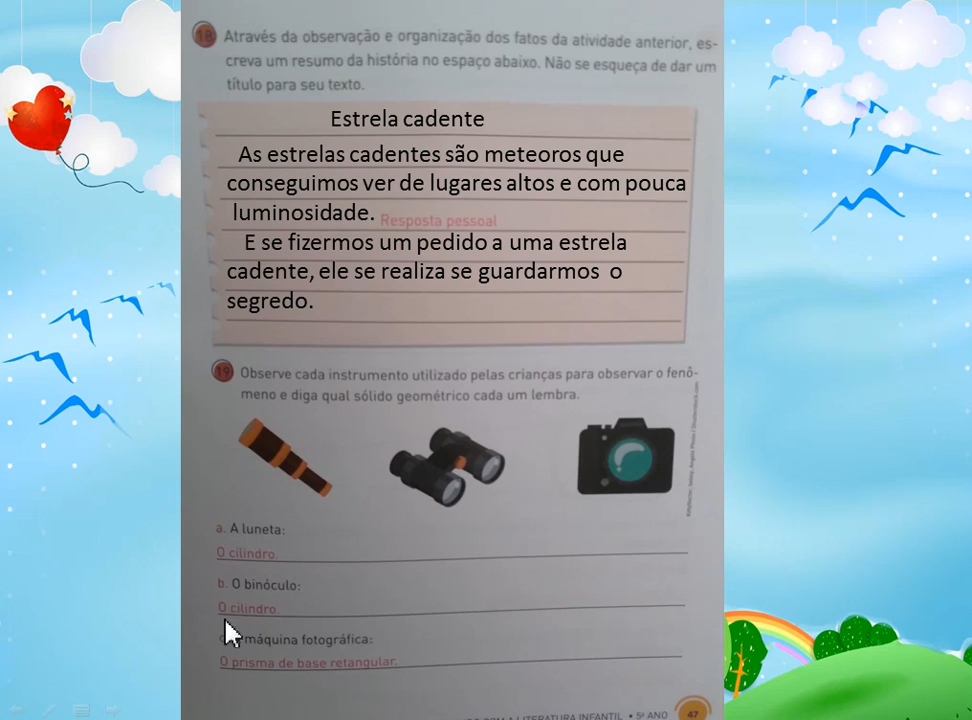 18 Através da observação e organização dos fatos da atividade anterior, es-
creva um resumo da história no espaço abaixo. Não se esqueça de dar um
título para seu texto.
Estrela cadente
As estrelas cadentes são meteoros que
conseguimos ver de lugares altos e com pouca
luminosidade. Resposta pessoal
E se fizermos um pedido a uma estrela
cadente, ele se realiza se guardarmos o
segredo.
19 Observe cada instrumento utilizado pelas crianças para observar o fenô-
meno e diga qual sólido geométrico cada um lembra.
a. A luneta:
O cilindro.
b. O binóculo:
O cilindro.
máquina fotográfica:
O prisma de base retangular.
A LITERATURA INFANTIL • 5º ANO 47